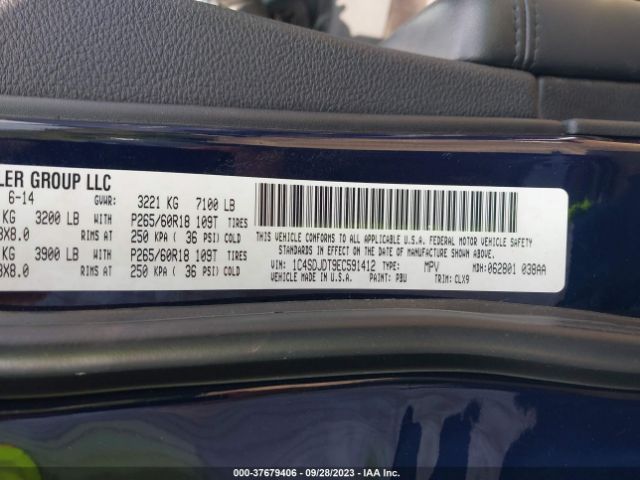 LER GROUP LLC
6-14 GVWR: 3221 KG 7100 LB
KG 3200 LB WITH P265/60R18 109T TIRES
8X8.0 RIMS AT 250 KPA ( 36 PSI) COLD
KG 3900 LB WITH P265/60R18 109T TIRES
8X8.0 RIMS AT 250 KPA ( 36 PSI) COLD
THIS VEHICLE CONFORMS TO ALL APPLICABLE U.S.A. FEDERAL MOTOR VEHICLE SAFETY
STANDARDS IN EFFECT ON THE DATE OF MANUFACTURE SHOWN ABOVE.
VIN: 1C4SDJDT9EC591412 TYPE: MPV MDH: 062801 038AA
VEHICLE MADE IN U.S.A. PAINT: PBU TRIM: CLX9
000-37679406 - 09/28/2023 - IAA Inc.